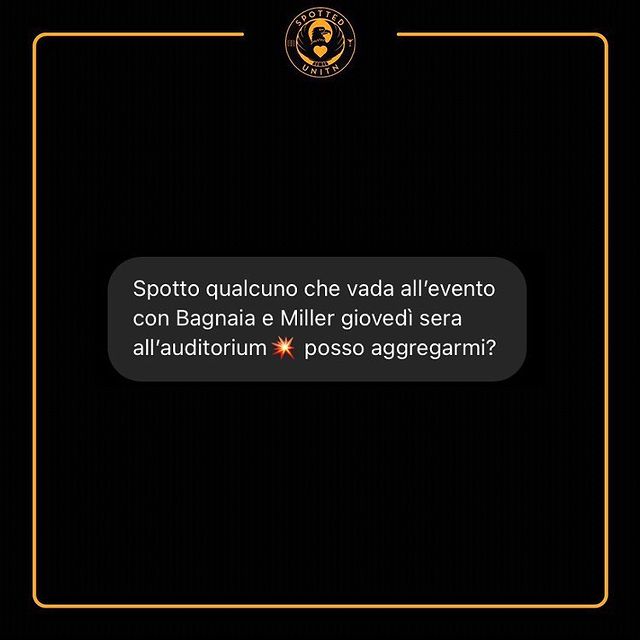 SPOTTED
UNITN
Spotto qualcuno che vada all’evento
con Bagnaia e Miller giovedì sera
all’auditorium💥 posso aggregarmi?